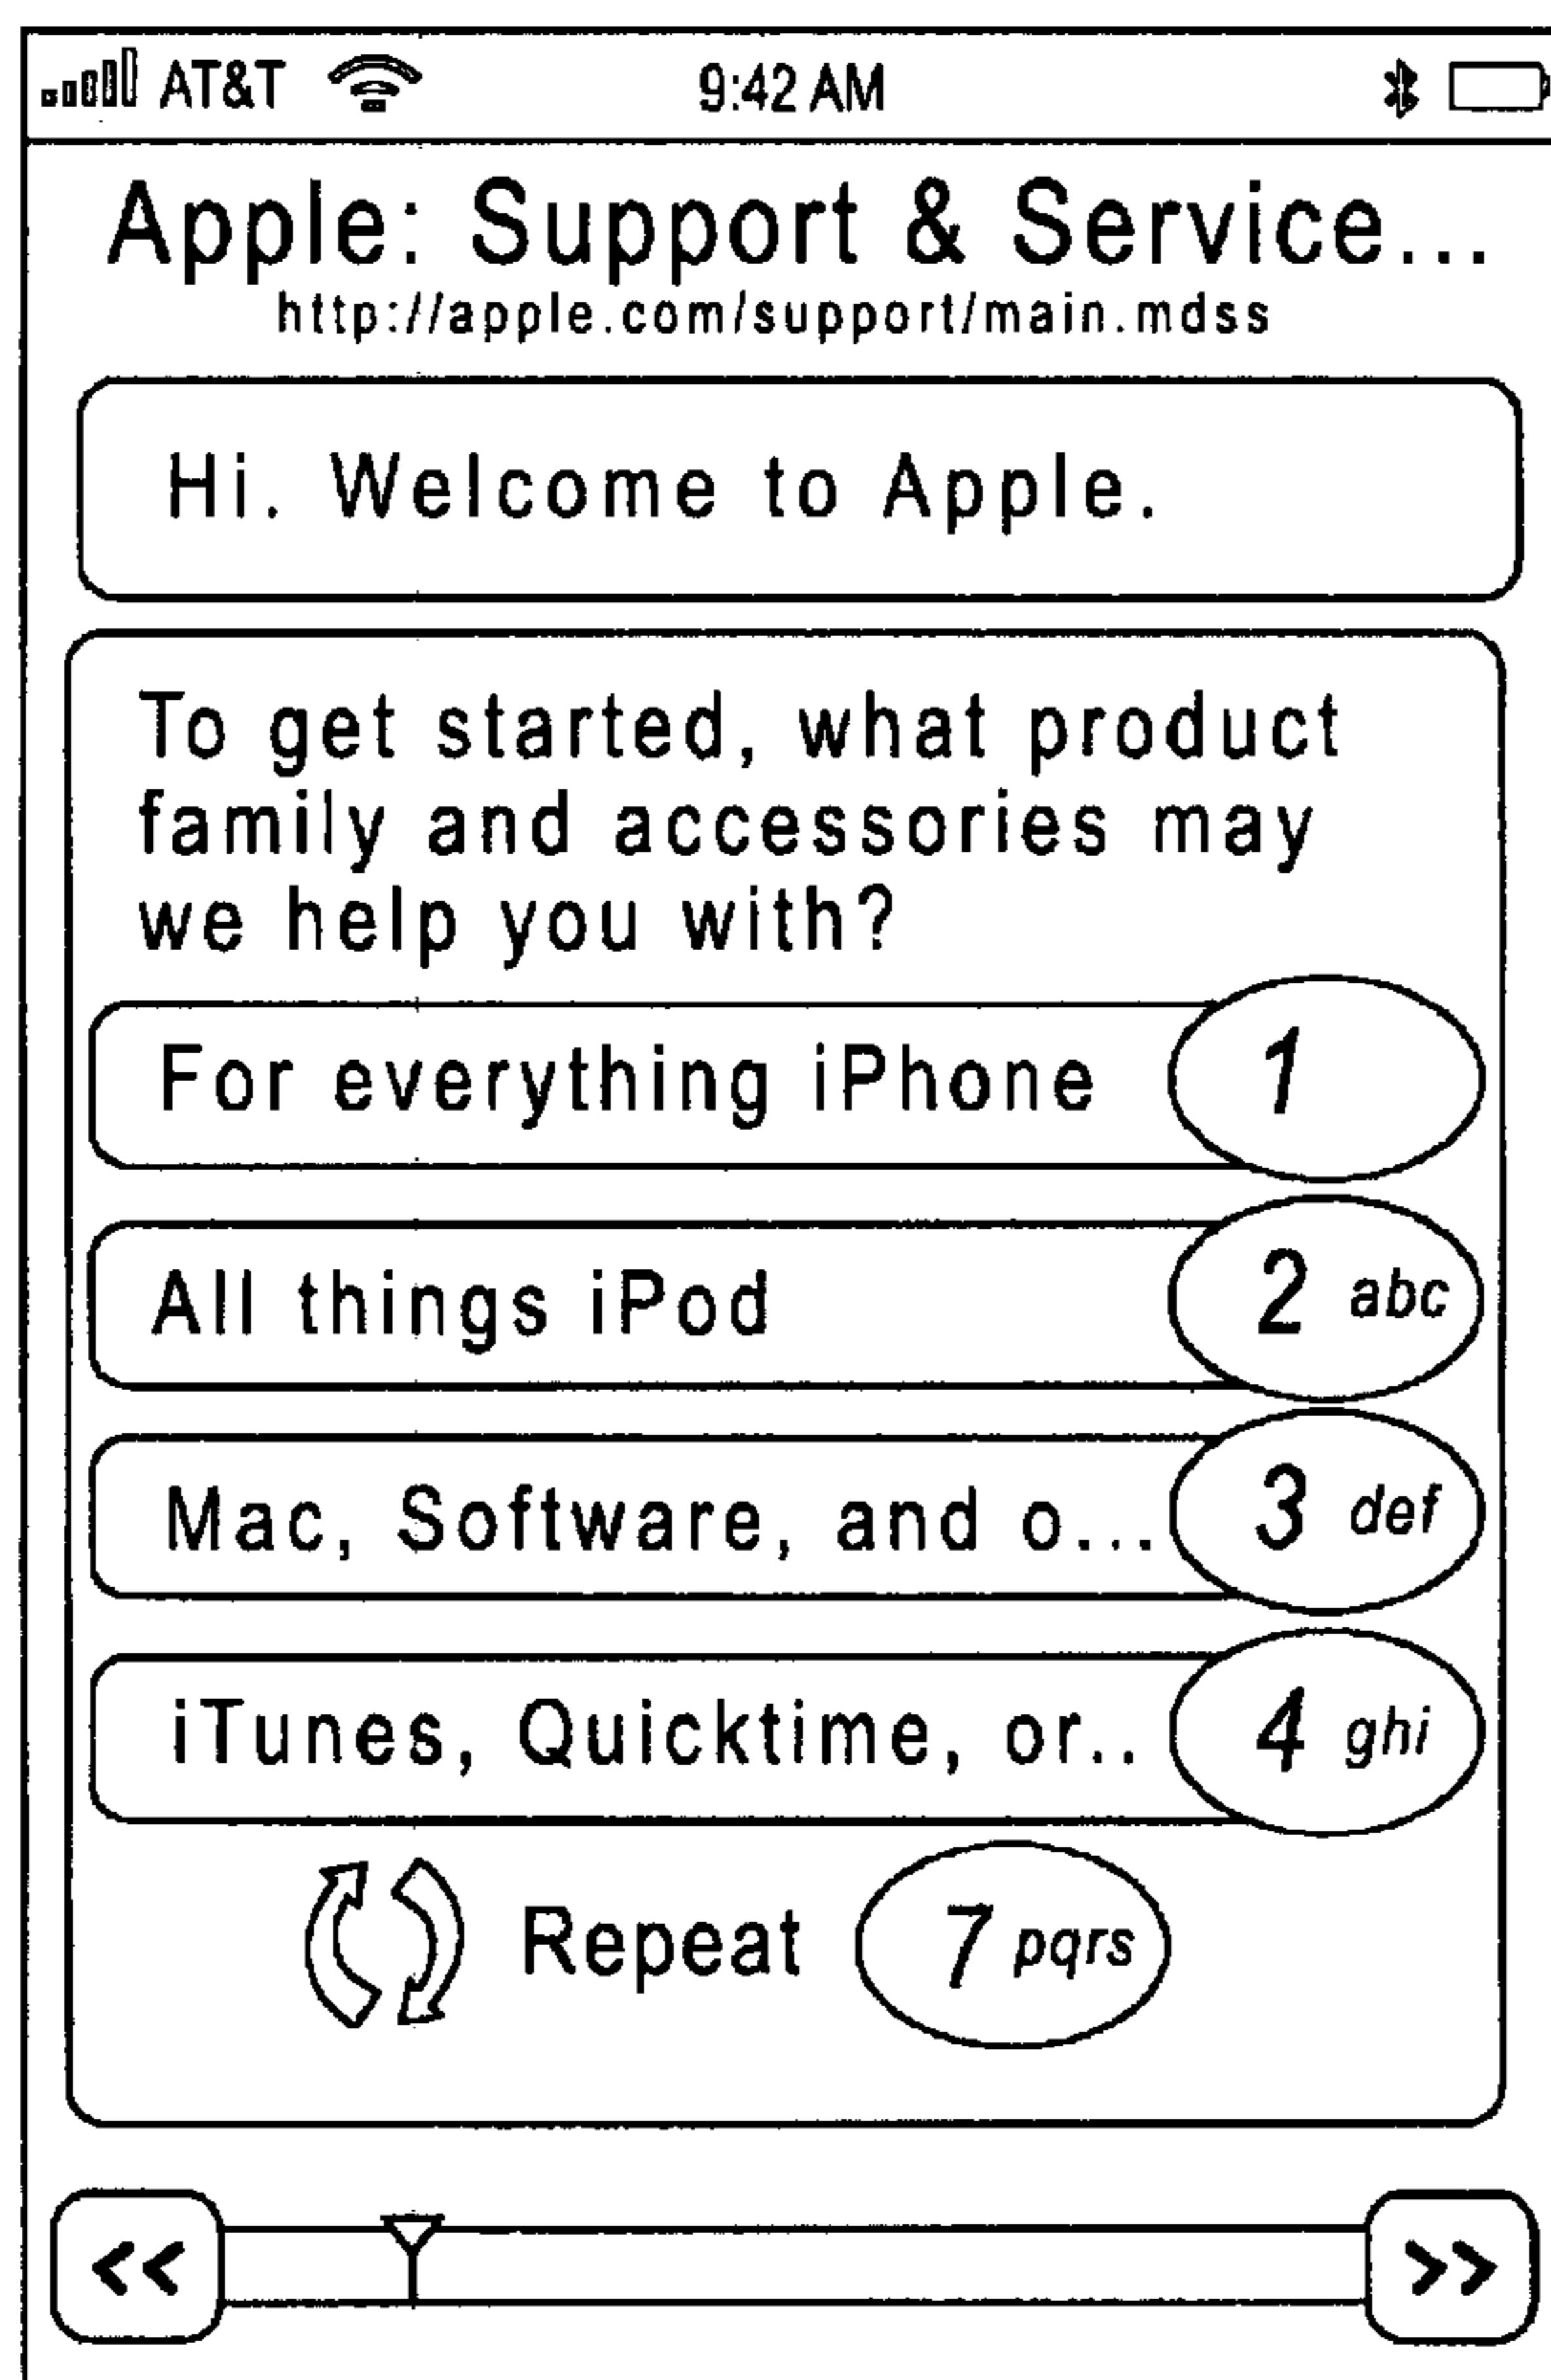 AT&T 9:42 AM
Apple: Support & Service...
http://apple.com/support/main.mdss
Hi. Welcome to Apple.
To get started, what product
family and accessories may
we help you with?
For everything iPhone 1
All things iPod 2 abc
Mac, Software, and o... 3 def
iTunes, Quicktime, or.. 4 ghi
Repeat 7 pqrs
<< >>